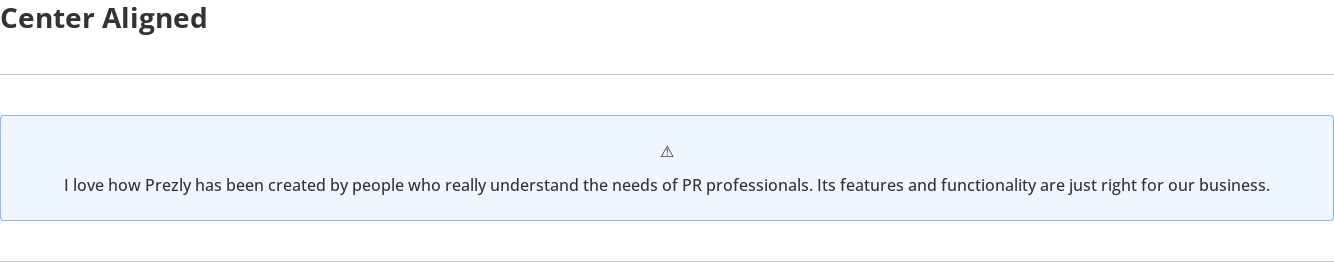 Center Aligned
⚠
I love how Prezly has been created by people who really understand the needs of PR professionals. Its features and functionality are just right for our business.